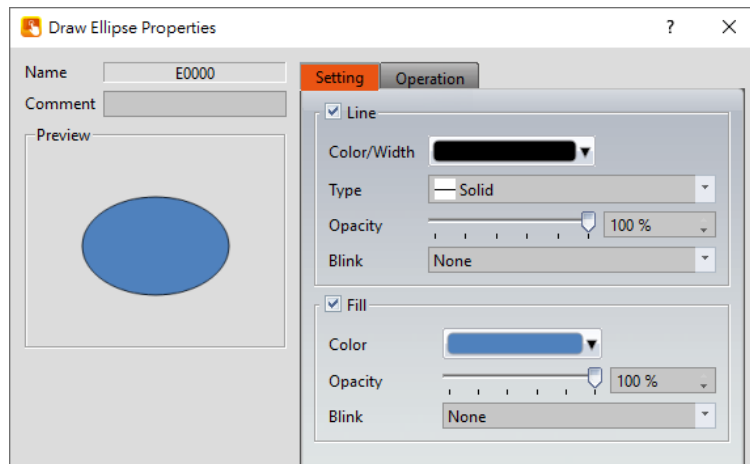 Draw Ellipse Properties ? ×
Name E0000
Comment
Preview
Setting Operation
Line
Color/Width
Type Solid
Opacity 100 %
Blink None
Fill
Color
Opacity 100 %
Blink None